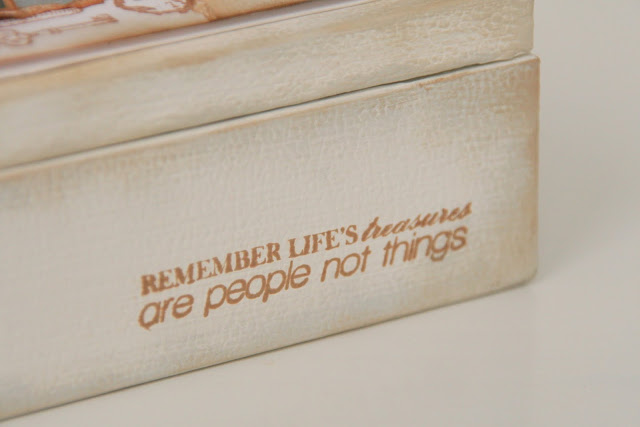 REMEMBER LIFE'S treasures
are people not things